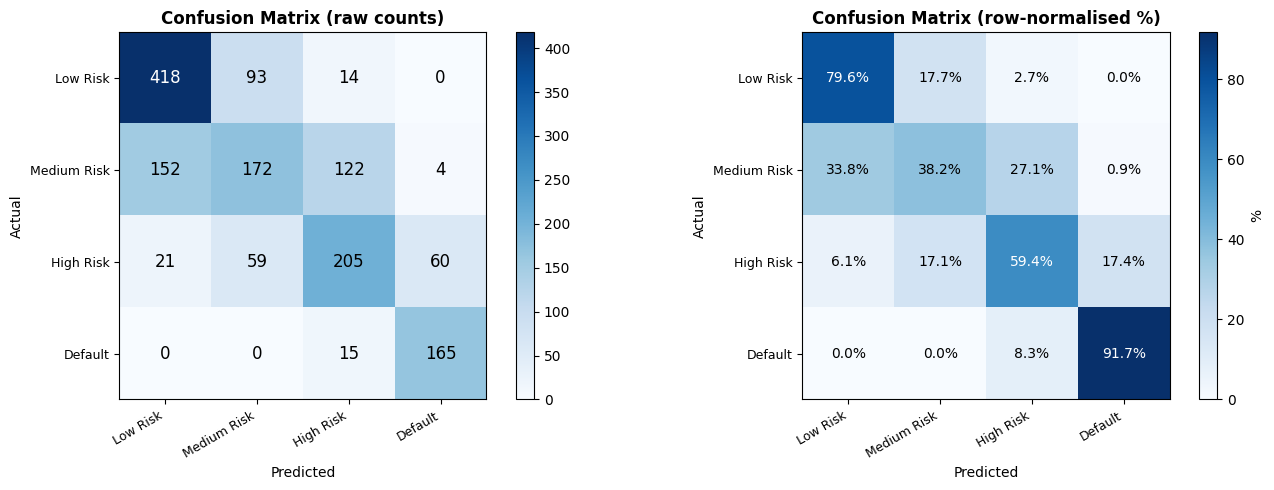 Confusion Matrix (raw counts)
Actual
Low Risk 418 93 14 0
Medium Risk 152 172 122 4
High Risk 21 59 205 60
Default 0 0 15 165
Low Risk Medium Risk High Risk Default
Predicted
400
350
300
250
200
150
100
50
0
Confusion Matrix (row-normalised %)
Actual
Low Risk 79.6% 17.7% 2.7% 0.0%
Medium Risk 33.8% 38.2% 27.1% 0.9%
High Risk 6.1% 17.1% 59.4% 17.4%
Default 0.0% 0.0% 8.3% 91.7%
Low Risk Medium Risk High Risk Default
Predicted
80
60
40
20
0
%